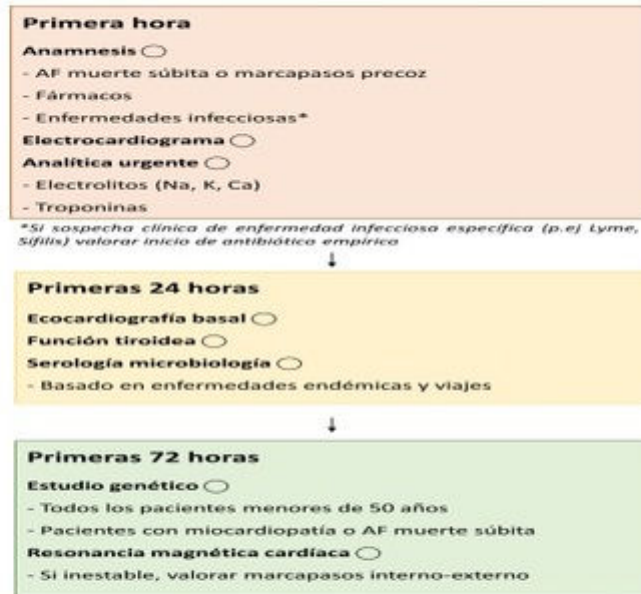 Primera hora
Anamnesis
- AF muerte súbita o marcapasos precoz
- Fármacos
- Enfermedades infecciosas*
Electrocardiograma
Analítica urgente
- Electrolitos (Na, K, Ca)
- Troponinas
*Si sospecha clínica de enfermedad infecciosa específica (p.ej Lyme,
Sífilis) valorar inicio de antibiótico empírico
↓
Primeras 24 horas
Ecocardiografía basal
Función tiroidea
Serología microbiología
- Basado en enfermedades endémicas y viajes
↓
Primeras 72 horas
Estudio genético
- Todos los pacientes menores de 50 años
- Pacientes con miocardiopatía o AF muerte súbita
Resonancia magnética cardíaca
- Si inestable, valorar marcapasos interno-externo